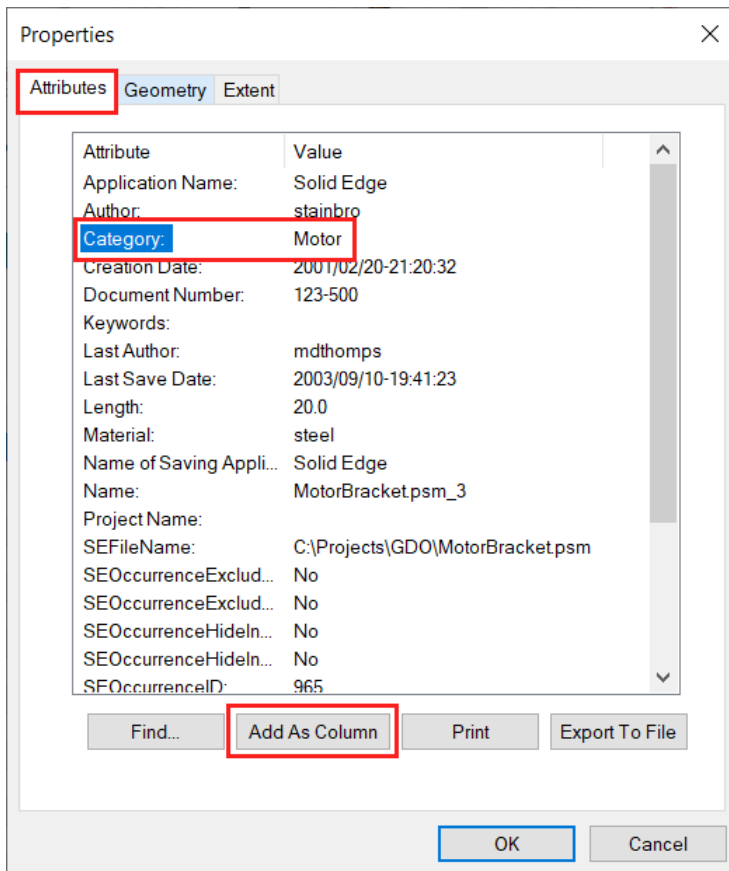 Properties
Attributes Geometry Extent
Attribute Value
Application Name: Solid Edge
Author: stainbro
Category: Motor
Creation Date: 2001/02/20-21:20:32
Document Number: 123-500
Keywords:
Last Author: mdthomps
Last Save Date: 2003/09/10-19:41:23
Length: 20.0
Material: steel
Name of Saving Appli... Solid Edge
Name: MotorBracket.psm_3
Project Name:
SEFileName: C:\Projects\GDO\MotorBracket.psm
SEOccurrenceExclud... No
SEOccurrenceExclud... No
SEOccurrenceHideIn... No
SEOccurrenceHideIn... No
SEOccurrenceID: 965
Find... Add As Column Print Export To File
OK Cancel